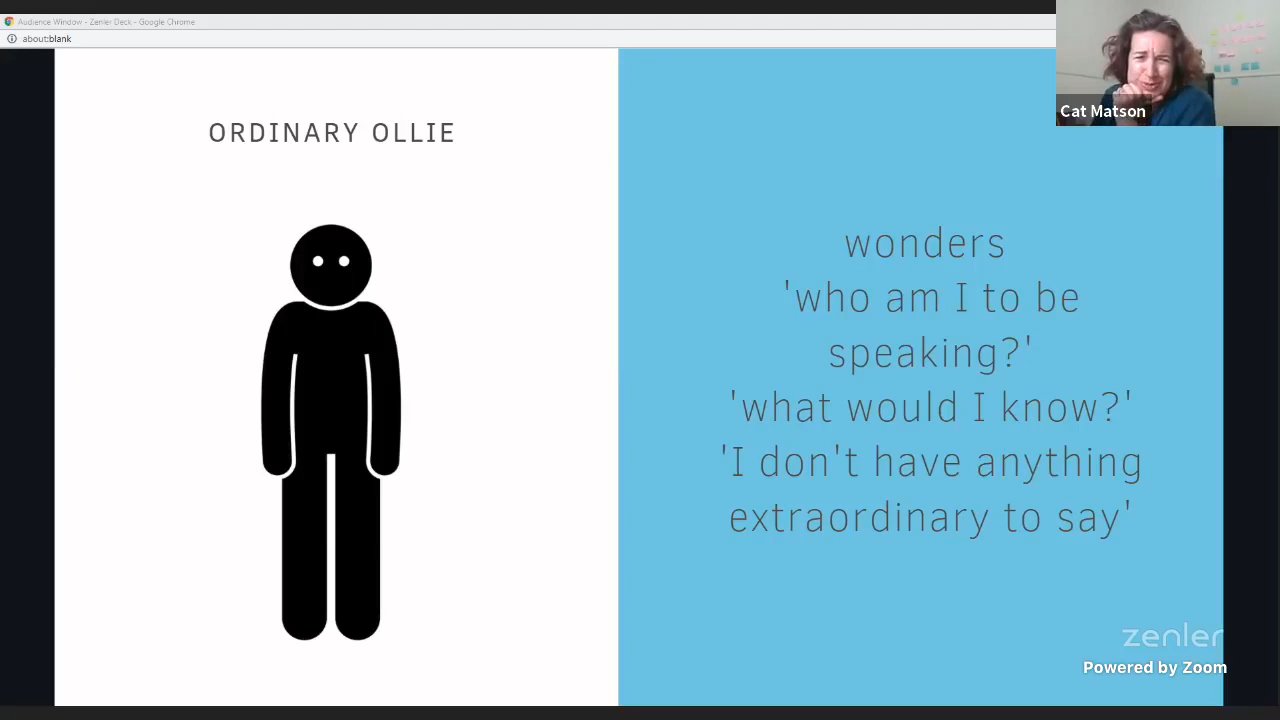 Audience Window - Zenler Deck - Google Chrome
about:blank
Cat Matson
ORDINARY OLLIE
wonders
'who am I to be
speaking?'
'what would I know?'
'I don't have anything
extraordinary to say'
zenler
Powered by Zoom